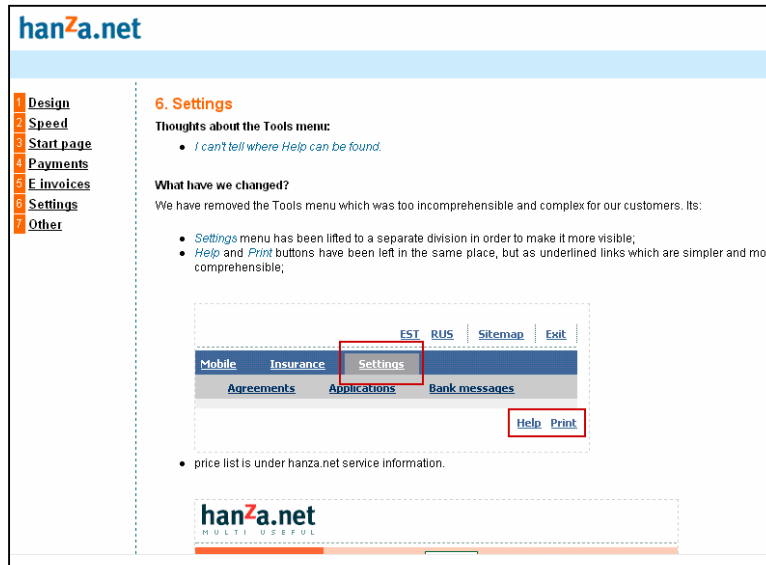 hanZa.net
1 Design
2 Speed
3 Start page
4 Payments
5 E invoices
6 Settings
7 Other
6. Settings
Thoughts about the Tools menu:
• I can't tell where Help can be found.
What have we changed?
We have removed the Tools menu which was too incomprehensible and complex for our customers. Its:
• Settings menu has been lifted to a separate division in order to make it more visible;
• Help and Print buttons have been left in the same place, but as underlined links which are simpler and mo
comprehensible;
EST RUS Sitemap Exit
Mobile Insurance Settings
Agreements Applications Bank messages
Help Print
• price list is under hanza.net service information.
hanZa.net
MULTI USEFUL